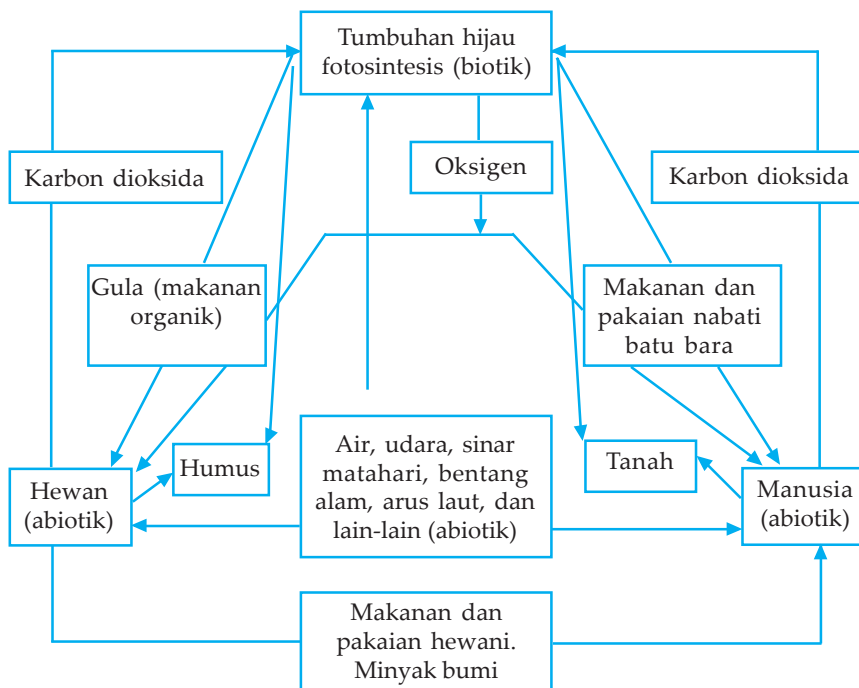 Tumbuhan hijau
fotosintesis (biotik)
Karbon dioksida
Oksigen
Karbon dioksida
Gula (makanan
organik)
Makanan dan
pakaian nabati
batu bara
Humus
Air, udara, sinar
matahari, bentang
alam, arus laut, dan
lain-lain (abiotik)
Tanah
Hewan
(abiotik)
Manusia
(abiotik)
Makanan dan
pakaian hewani.
Minyak bumi